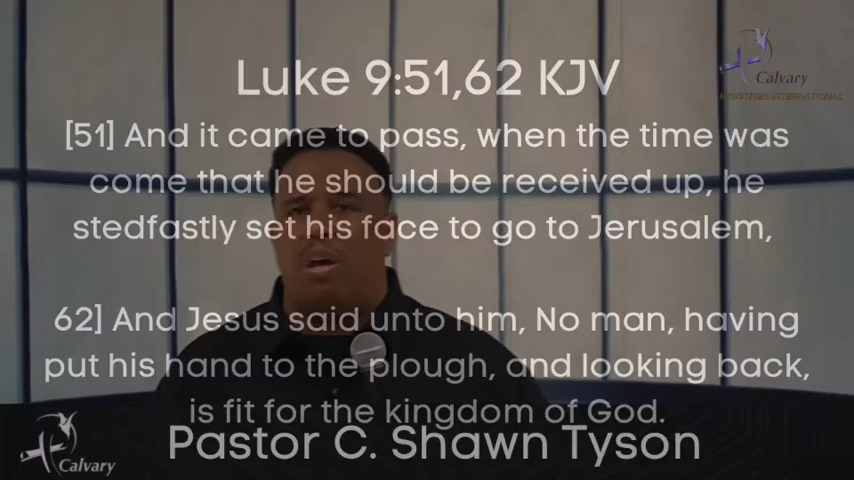 Luke 9:51,62 KJV
Calvary
MINISTRIES INTERNATIONAL
[51] And it came to pass, when the time was
come that he should be received up, he
stedfastly set his face to go to Jerusalem,
62] And Jesus said unto him, No man, having
put his hand to the plough, and looking back,
is fit for the kingdom of God.
Pastor C. Shawn Tyson
Calvary